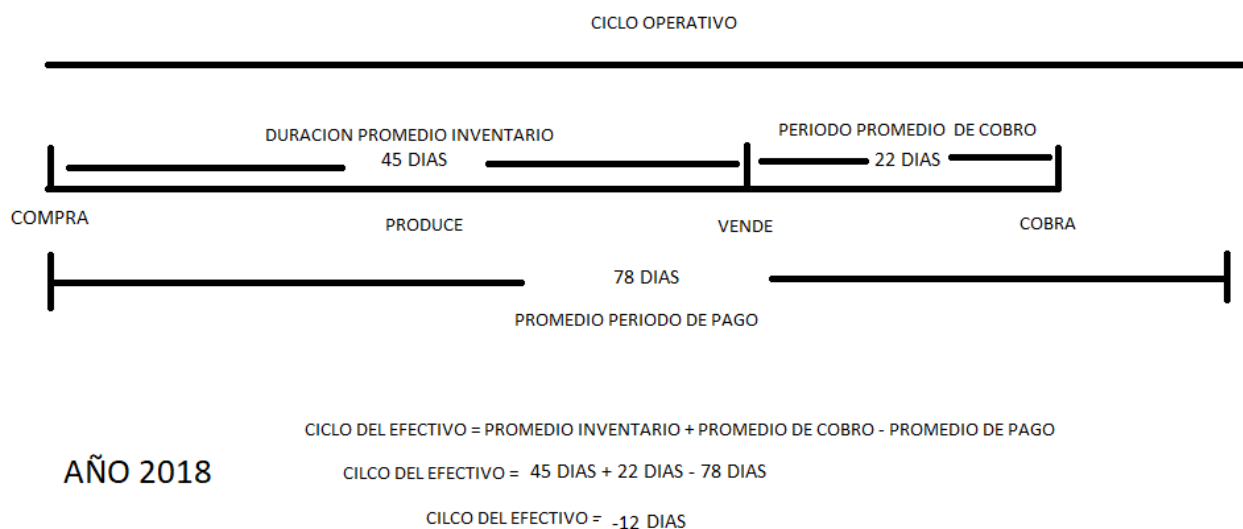 CICLO OPERATIVO
DURACION PROMEDIO INVENTARIO
45 DIAS
PERIODO PROMEDIO DE COBRO
22 DIAS
COMPRA
PRODUCE
VENDE
COBRA
78 DIAS
PROMEDIO PERIODO DE PAGO
CICLO DEL EFECTIVO = PROMEDIO INVENTARIO + PROMEDIO DE COBRO - PROMEDIO DE PAGO
AÑO 2018
CILCO DEL EFECTIVO = 45 DIAS + 22 DIAS - 78 DIAS
CILCO DEL EFECTIVO = -12 DIAS